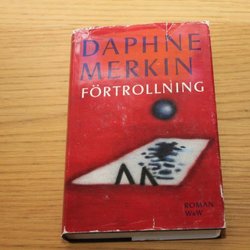 DAPHNE
MERKIN
FÖRTROLLNING
ROMAN
W&W